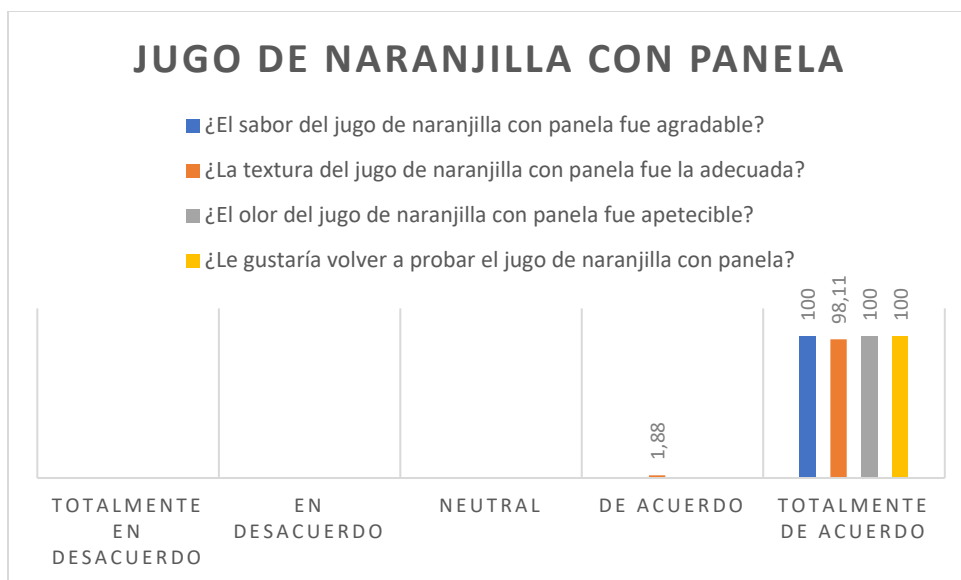 JUGO DE NARANJILLA CON PANELA
¿El sabor del jugo de naranjilla con panela fue agradable?
¿La textura del jugo de naranjilla con panela fue la adecuada?
¿El olor del jugo de naranjilla con panela fue apetecible?
¿Le gustaría volver a probar el jugo de naranjilla con panela?
1,88
100
98,11
100
100
TOTALMENTE
EN
DESACUERDO
EN
DESACUERDO
NEUTRAL
DE ACUERDO
TOTALMENTE
DE ACUERDO